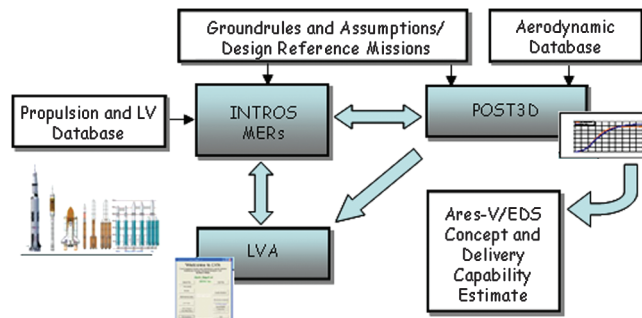 Groundrules and Assumptions/
Design Reference Missions
Aerodynamic
Database
Propulsion and LV
Database
INTROS
MERs
POST3D
LVA
Ares-V/EDS
Concept and
Delivery
Capability
Estimate